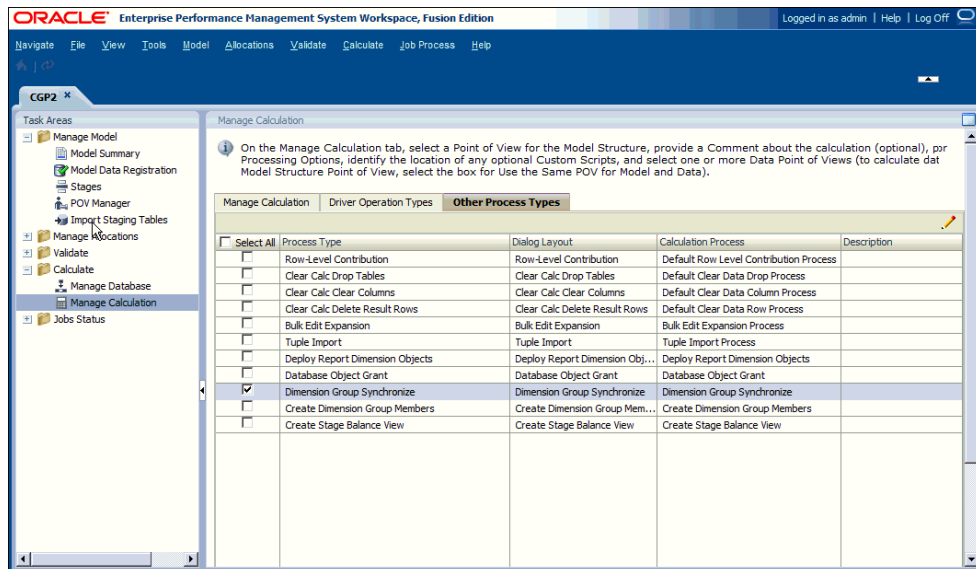 ORACLE Enterprise Performance Management System Workspace, Fusion Edition
Logged in as admin | Help | Log Off
Navigate File View Tools Model Allocations Validate Calculate Job Process Help
CGP2
Task Areas
Manage Model
Model Summary
Model Data Registration
Stages
POV Manager
Import Staging Tables
Manage Allocations
Validate
Calculate
Manage Database
Manage Calculation
Jobs Status
Manage Calculation
On the Manage Calculation tab, select a Point of View for the Model Structure, provide a Comment about the calculation (optional), pr
Processing Options, identify the location of any optional Custom Scripts, and select one or more Data Point of Views (to calculate dat
Model Structure Point of View, select the box for Use the Same POV for Model and Data).
Manage Calculation Driver Operation Types Other Process Types
Select All Process Type Dialog Layout Calculation Process Description
Row-Level Contribution Row-Level Contribution Default Row Level Contribution Process
Clear Calc Drop Tables Clear Calc Drop Tables Default Clear Data Drop Process
Clear Calc Clear Columns Clear Calc Clear Columns Default Clear Data Column Process
Clear Calc Delete Result Rows Clear Calc Delete Result Rows Default Clear Data Row Process
Bulk Edit Expansion Bulk Edit Expansion Bulk Edit Expansion Process
Tuple Import Tuple Import Tuple Import Process
Deploy Report Dimension Objects Deploy Report Dimension Obj... Deploy Report Dimension Objects
Database Object Grant Database Object Grant Database Object Grant
Dimension Group Synchronize Dimension Group Synchronize Dimension Group Synchronize
Create Dimension Group Members Create Dimension Group Mem... Create Dimension Group Members
Create Stage Balance View Create Stage Balance View Create Stage Balance View